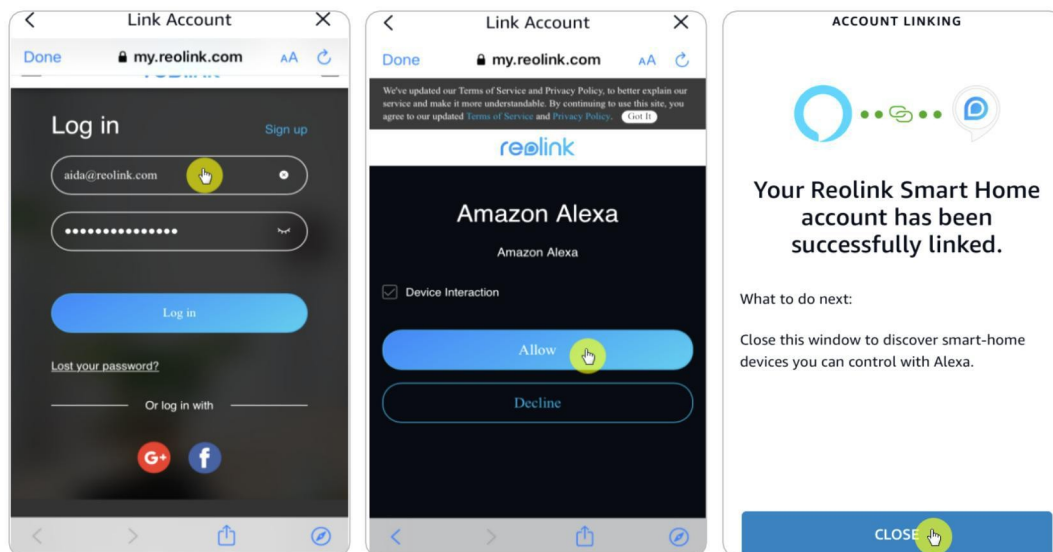 Link Account
Done
my.reolink.com
AA
Log in
Sign up
aida@reolink.com
Log in
Lost your password?
Or log in with
G+
f
Link Account
Done
my.reolink.com
AA
We've updated our Terms of Service and Privacy Policy, to better explain our
service and make it more understandable. By continuing to use this site, you
agree to our updated Terms of Service and Privacy Policy. Got It
reolink
Amazon Alexa
Amazon Alexa
Device Interaction
Allow
Decline
ACCOUNT LINKING
Your Reolink Smart Home
account has been
successfully linked.
What to do next:
Close this window to discover smart-home
devices you can control with Alexa.
CLOSE